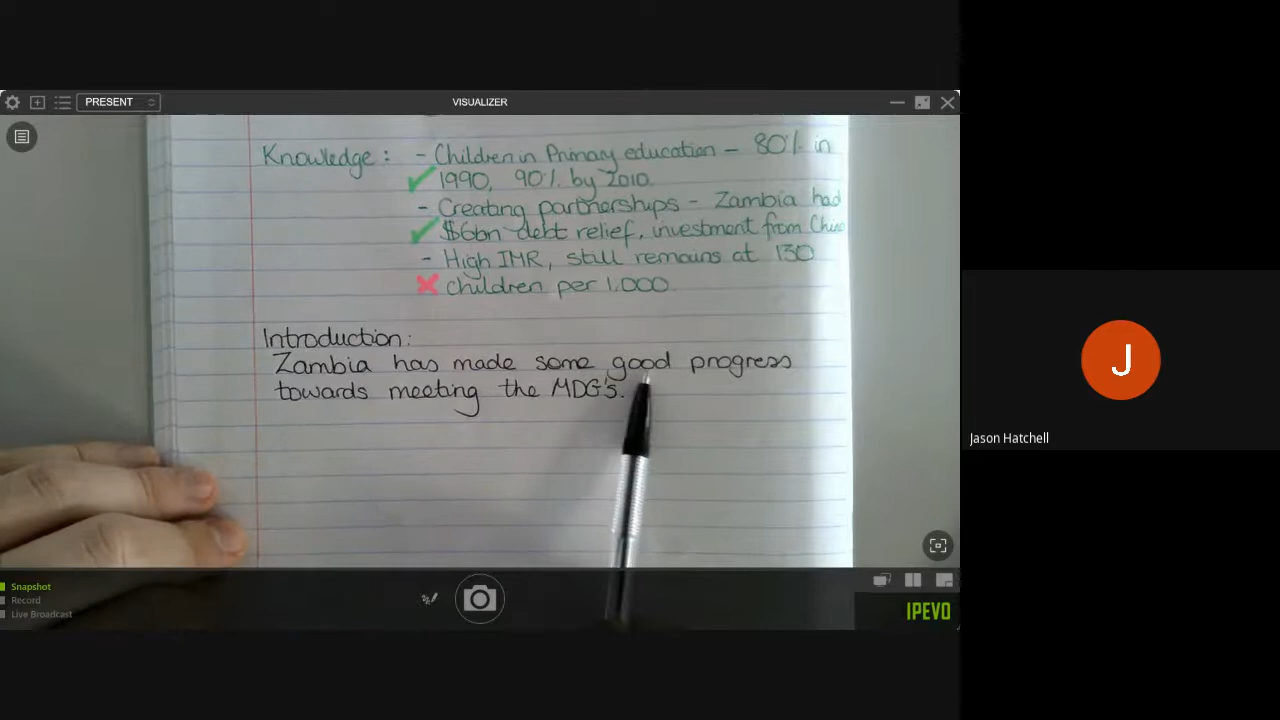 PRESENT
VISUALIZER
Knowledge: - Children in Primary education - 80% in
1990, 90% by 2010.
- Creating partnerships - Zambia had
$6bn debt relief, investment from China
- High IMR, still remains at 130
children per 1,000.
Introduction:
Zambia has made some good progress
towards meeting the MDG's.
J
Jason Hatchell
Snapshot
Record
Live Broadcast
IPEVO